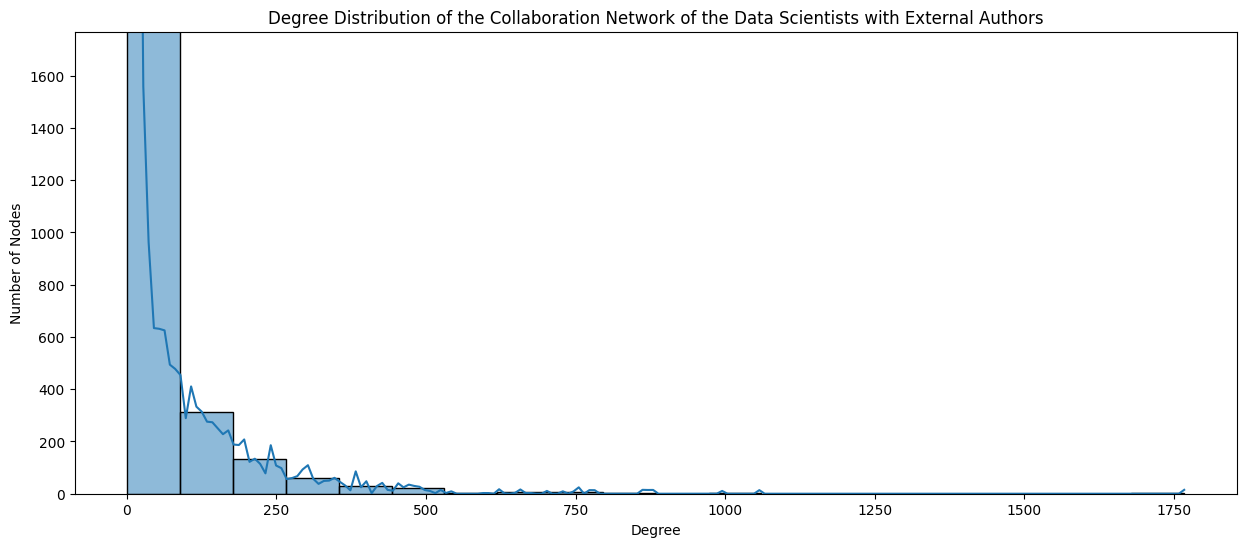 Degree Distribution of the Collaboration Network of the Data Scientists with External Authors
1600
1400
1200
1000
800
600
400
200
0
Number of Nodes
0 250 500 750 1000 1250 1500 1750
Degree